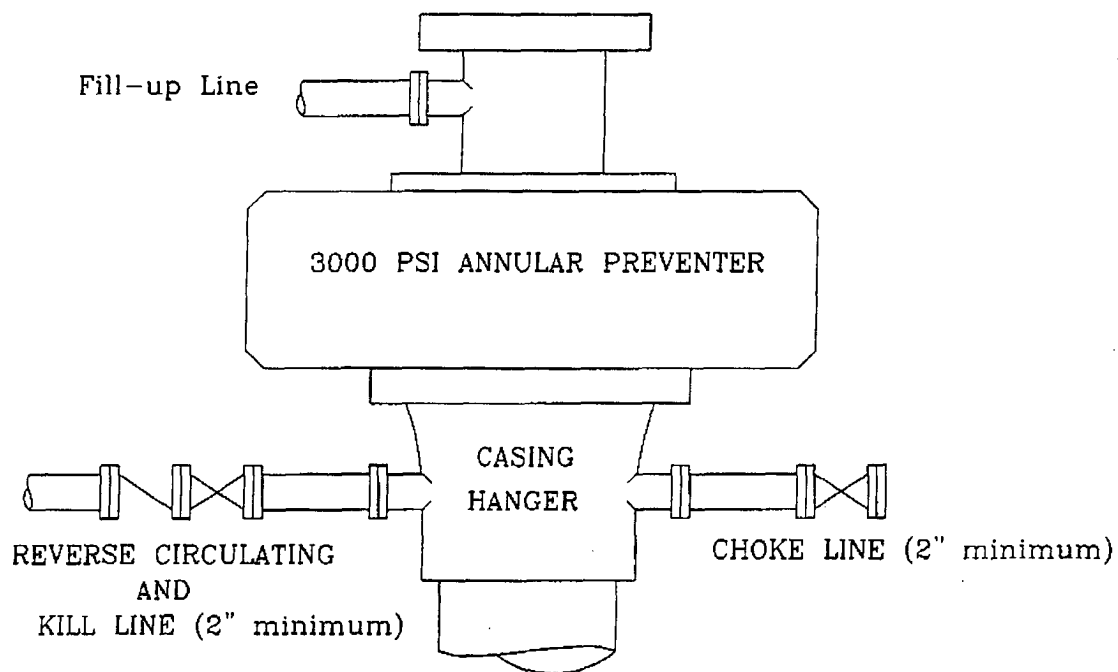 Fill-up Line
3000 PSI ANNULAR PREVENTER
CASING
HANGER
REVERSE CIRCULATING
AND
KILL LINE (2" minimum)
CHOKE LINE (2" minimum)